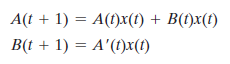 A(t + 1) = A(t)x(t) + B(t)x(t)
B(t + 1) = A'(t)x(t)